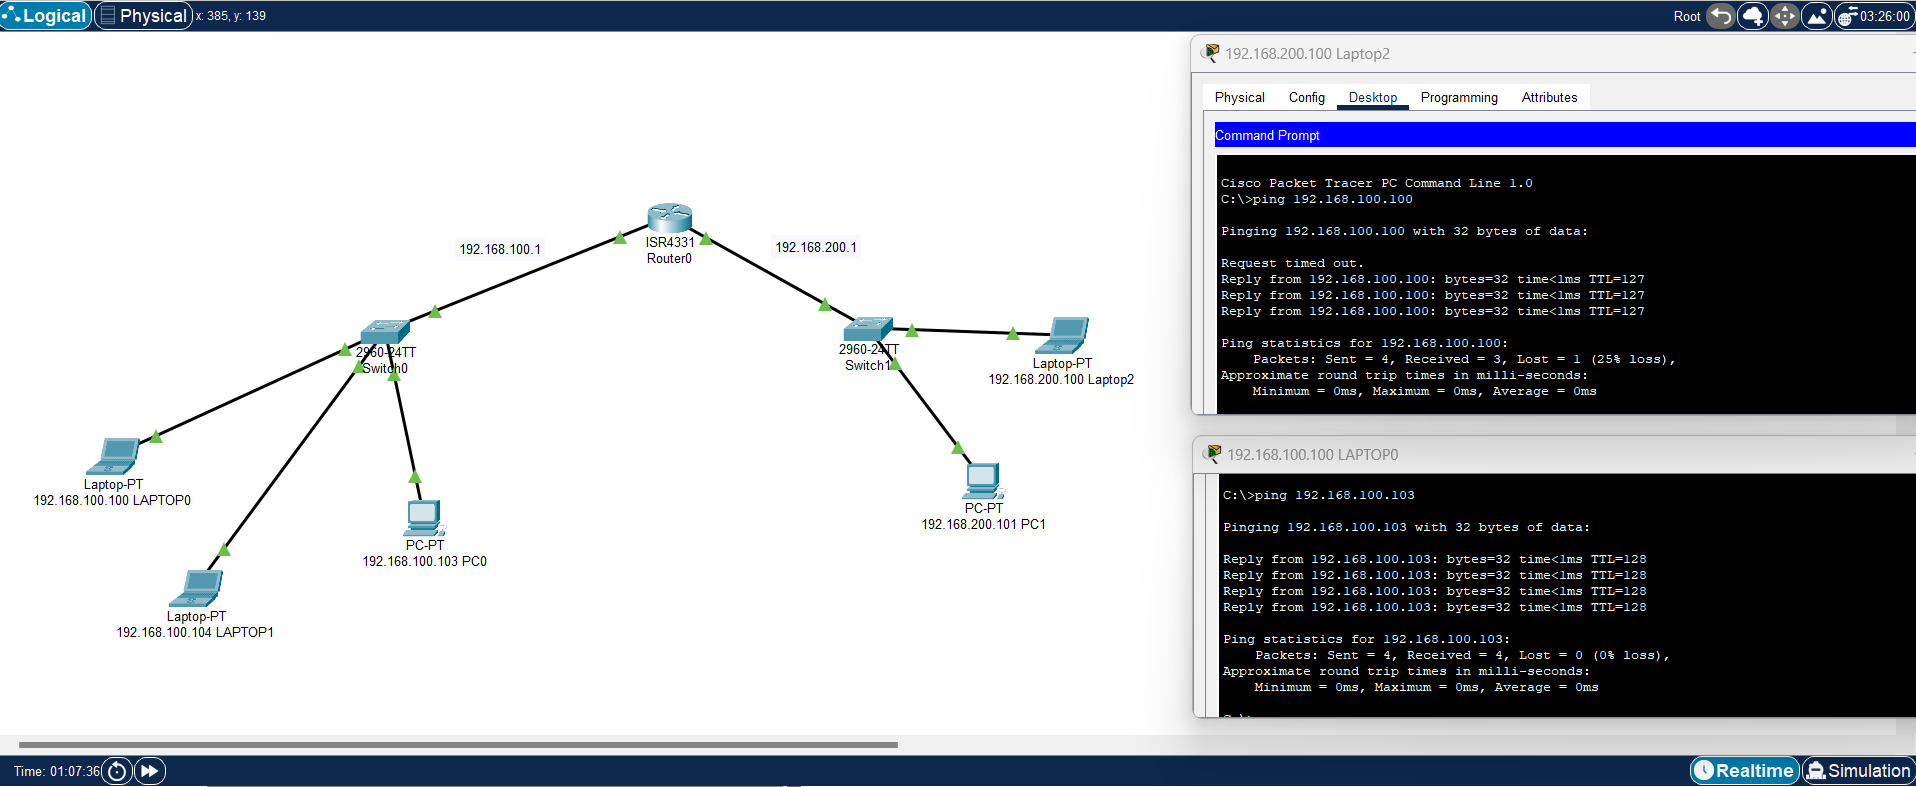 Logical Physical x: 385, y: 139 Root 03:26:00
192.168.100.1
192.168.200.1
ISR4331
Router0
2960-24TT
Switch0
2960-24TT
Switch1
Laptop-PT
192.168.200.100 Laptop2
Laptop-PT
192.168.100.100 LAPTOP0
PC-PT
192.168.200.101 PC1
PC-PT
192.168.100.103 PC0
Laptop-PT
192.168.100.104 LAPTOP1
192.168.200.100 Laptop2
Physical Config Desktop Programming Attributes
Command Prompt
Cisco Packet Tracer PC Command Line 1.0
C:\>ping 192.168.100.100
Pinging 192.168.100.100 with 32 bytes of data:
Request timed out.
Reply from 192.168.100.100: bytes=32 time<1ms TTL=127
Reply from 192.168.100.100: bytes=32 time<1ms TTL=127
Reply from 192.168.100.100: bytes=32 time<1ms TTL=127
Ping statistics for 192.168.100.100:
Packets: Sent = 4, Received = 3, Lost = 1 (25% loss),
Approximate round trip times in milli-seconds:
Minimum = 0ms, Maximum = 0ms, Average = 0ms
192.168.100.100 LAPTOP0
C:\>ping 192.168.100.103
Pinging 192.168.100.103 with 32 bytes of data:
Reply from 192.168.100.103: bytes=32 time<1ms TTL=128
Reply from 192.168.100.103: bytes=32 time<1ms TTL=128
Reply from 192.168.100.103: bytes=32 time<1ms TTL=128
Reply from 192.168.100.103: bytes=32 time<1ms TTL=128
Ping statistics for 192.168.100.103:
Packets: Sent = 4, Received = 4, Lost = 0 (0% loss),
Approximate round trip times in milli-seconds:
Minimum = 0ms, Maximum = 0ms, Average = 0ms
Time: 01:07:36 Realtime Simulation